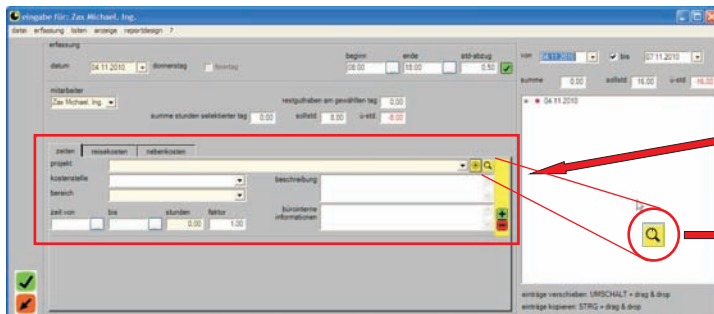 eingabe für: Zax Michael, Ing.
datei erfassung listen anzeige reportdesign ?
erfassung
datum 04.11.2010 donnerstag feiertag
beginn ende std-abzug
08:00 18:00 0.50
mitarbeiter
Zax Michael, Ing.
restguthaben am gewählten tag 0,00
summe stunden selektierter tag 0.00 sollstd 8.00 ü-std. -8.00
zeiten reisekosten nebenkosten
projekt
kostenstelle beschreibung
bereich
zeit von bis stunden faktor
0.00 1.00
bürointerne
informationen
von 04.11.2010 bis 07.11.2010
summe 0.00 sollstd 16.00 ü-std. -16.00
04.11.2010
einträge verschieben: UMSCHALT + drag & drop
einträge kopieren: STRG + drag & drop